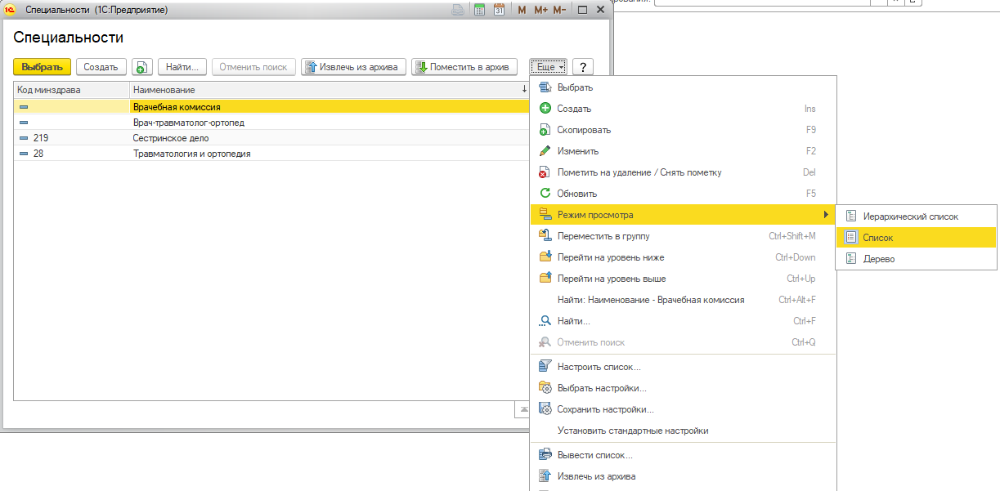 Специальности (1С:Предприятие)
31 M M+ M-
Специальности
Выбрать Создать Найти... Отменить поиск Извлечь из архива Поместить в архив Еще ?
Код минздрава Наименование
Врачебная комиссия
Врач-травматолог-ортопед
219 Сестринское дело
28 Травматология и ортопедия
Выбрать
Создать Ins
Скопировать F9
Изменить F2
Пометить на удаление / Снять пометку Del
Обновить F5
Режим просмотра
Переместить в группу Ctrl+Shift+M
Перейти на уровень ниже Ctrl+Down
Перейти на уровень выше Ctrl+Up
Найти: Наименование - Врачебная комиссия Ctrl+Alt+F
Найти... Ctrl+F
Отменить поиск Ctrl+Q
Настроить список...
Выбрать настройки...
Сохранить настройки...
Установить стандартные настройки
Вывести список...
Извлечь из архива
Иерархический список
Список
Дерево